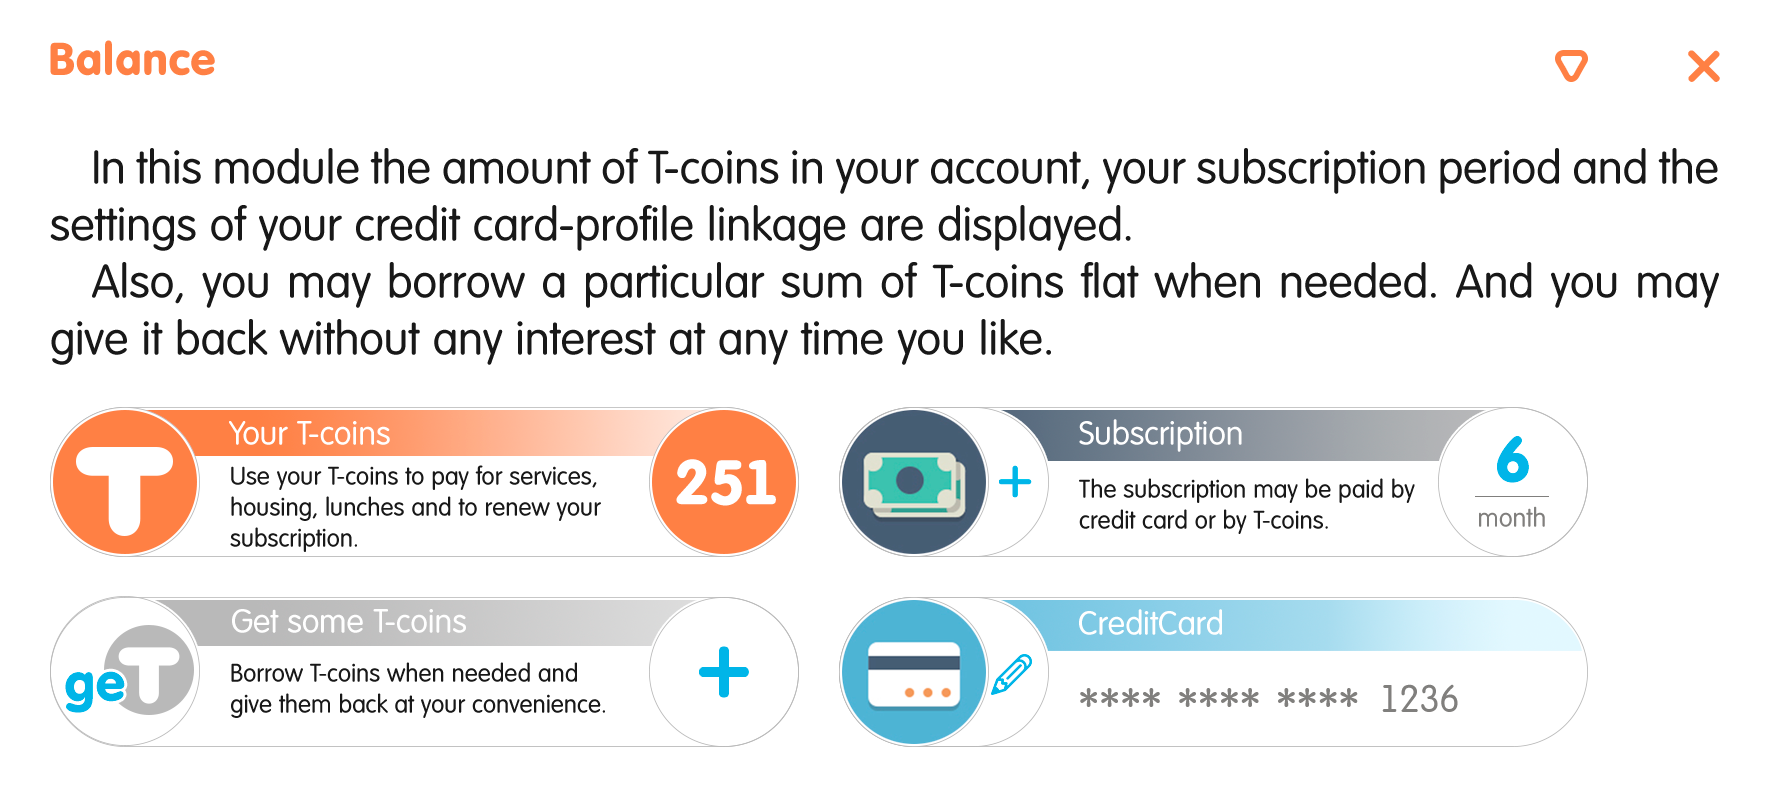 Balance
In this module the amount of T-coins in your account, your subscription period and the
settings of your credit card-profile linkage are displayed.
Also, you may borrow a particular sum of T-coins flat when needed. And you may
give it back without any interest at any time you like.
Your T-coins
Use your T-coins to pay for services,
housing, lunches and to renew your
subscription.
T
251
Subscription
The subscription may be paid by
credit card or by T-coins.
+
6
month
Get some T-coins
Borrow T-coins when needed and
give them back at your convenience.
geT
+
CreditCard
**** **** **** 1236